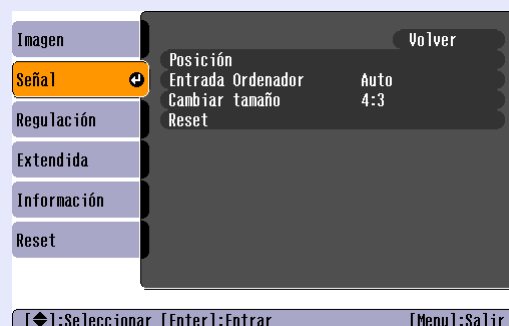 Imagen
Señal
Regulación
Extendida
Información
Reset
Volver
Posición
Entrada Ordenador Auto
Cambiar tamaño 4:3
Reset
[◆]:Seleccionar [Enter]:Entrar [Menu]:Salir